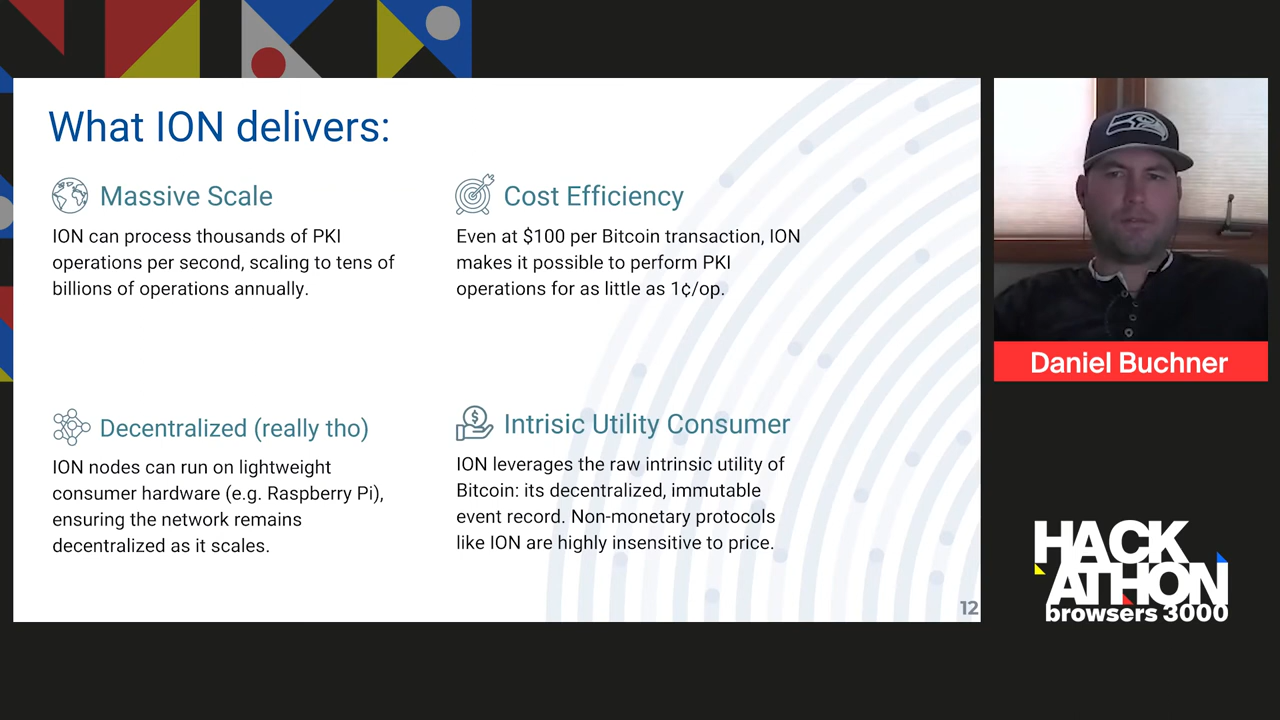 What ION delivers:
Massive Scale
ION can process thousands of PKI
operations per second, scaling to tens of
billions of operations annually.
Cost Efficiency
Even at $100 per Bitcoin transaction, ION
makes it possible to perform PKI
operations for as little as 1¢/op.
Decentralized (really tho)
ION nodes can run on lightweight
consumer hardware (e.g. Raspberry Pi),
ensuring the network remains
decentralized as it scales.
Intrisic Utility Consumer
ION leverages the raw intrinsic utility of
Bitcoin: its decentralized, immutable
event record. Non-monetary protocols
like ION are highly insensitive to price.
12
Daniel Buchner
HACK
ATHON
browsers 3000